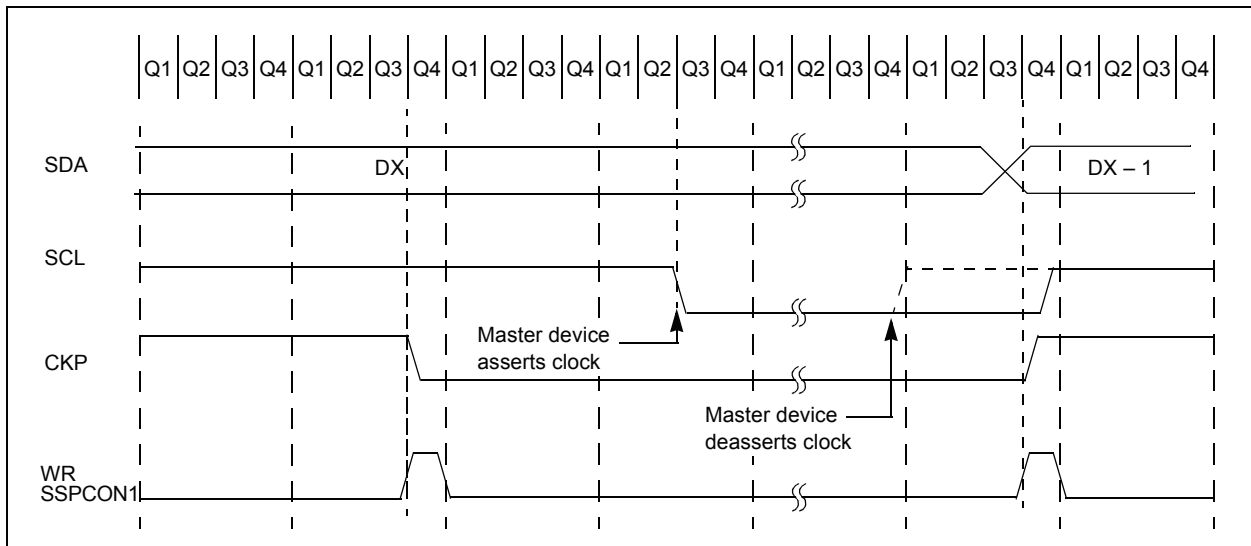 Q1 Q2 Q3 Q4 Q1 Q2 Q3 Q4 Q1 Q2 Q3 Q4 Q1 Q2 Q3 Q4 Q1 Q2 Q3 Q4 Q1 Q2 Q3 Q4 Q1 Q2 Q3 Q4
SDA
DX
DX – 1
SCL
Master device
asserts clock
CKP
Master device
deasserts clock
WR
SSPCON1